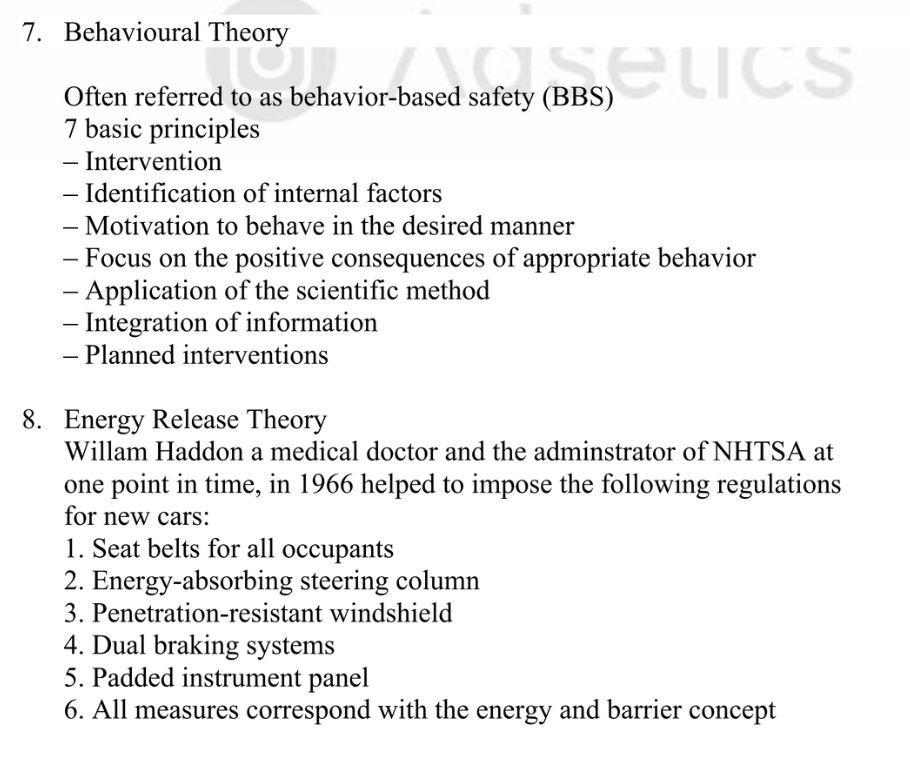 Adsetics
7. Behavioural Theory
Often referred to as behavior-based safety (BBS)
7 basic principles
– Intervention
– Identification of internal factors
– Motivation to behave in the desired manner
– Focus on the positive consequences of appropriate behavior
– Application of the scientific method
– Integration of information
– Planned interventions
8. Energy Release Theory
Willam Haddon a medical doctor and the adminstrator of NHTSA at
one point in time, in 1966 helped to impose the following regulations
for new cars:
1. Seat belts for all occupants
2. Energy-absorbing steering column
3. Penetration-resistant windshield
4. Dual braking systems
5. Padded instrument panel
6. All measures correspond with the energy and barrier concept